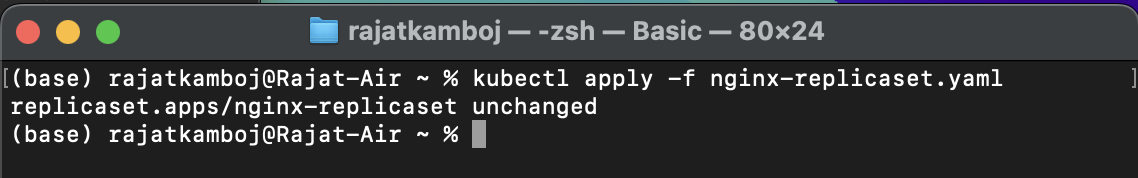 rajatkamboj — -zsh — Basic — 80×24
[(base) rajatkamboj@Rajat-Air ~ % kubectl apply -f nginx-replicaset.yaml ]
replicaset.apps/nginx-replicaset unchanged
(base) rajatkamboj@Rajat-Air ~ %